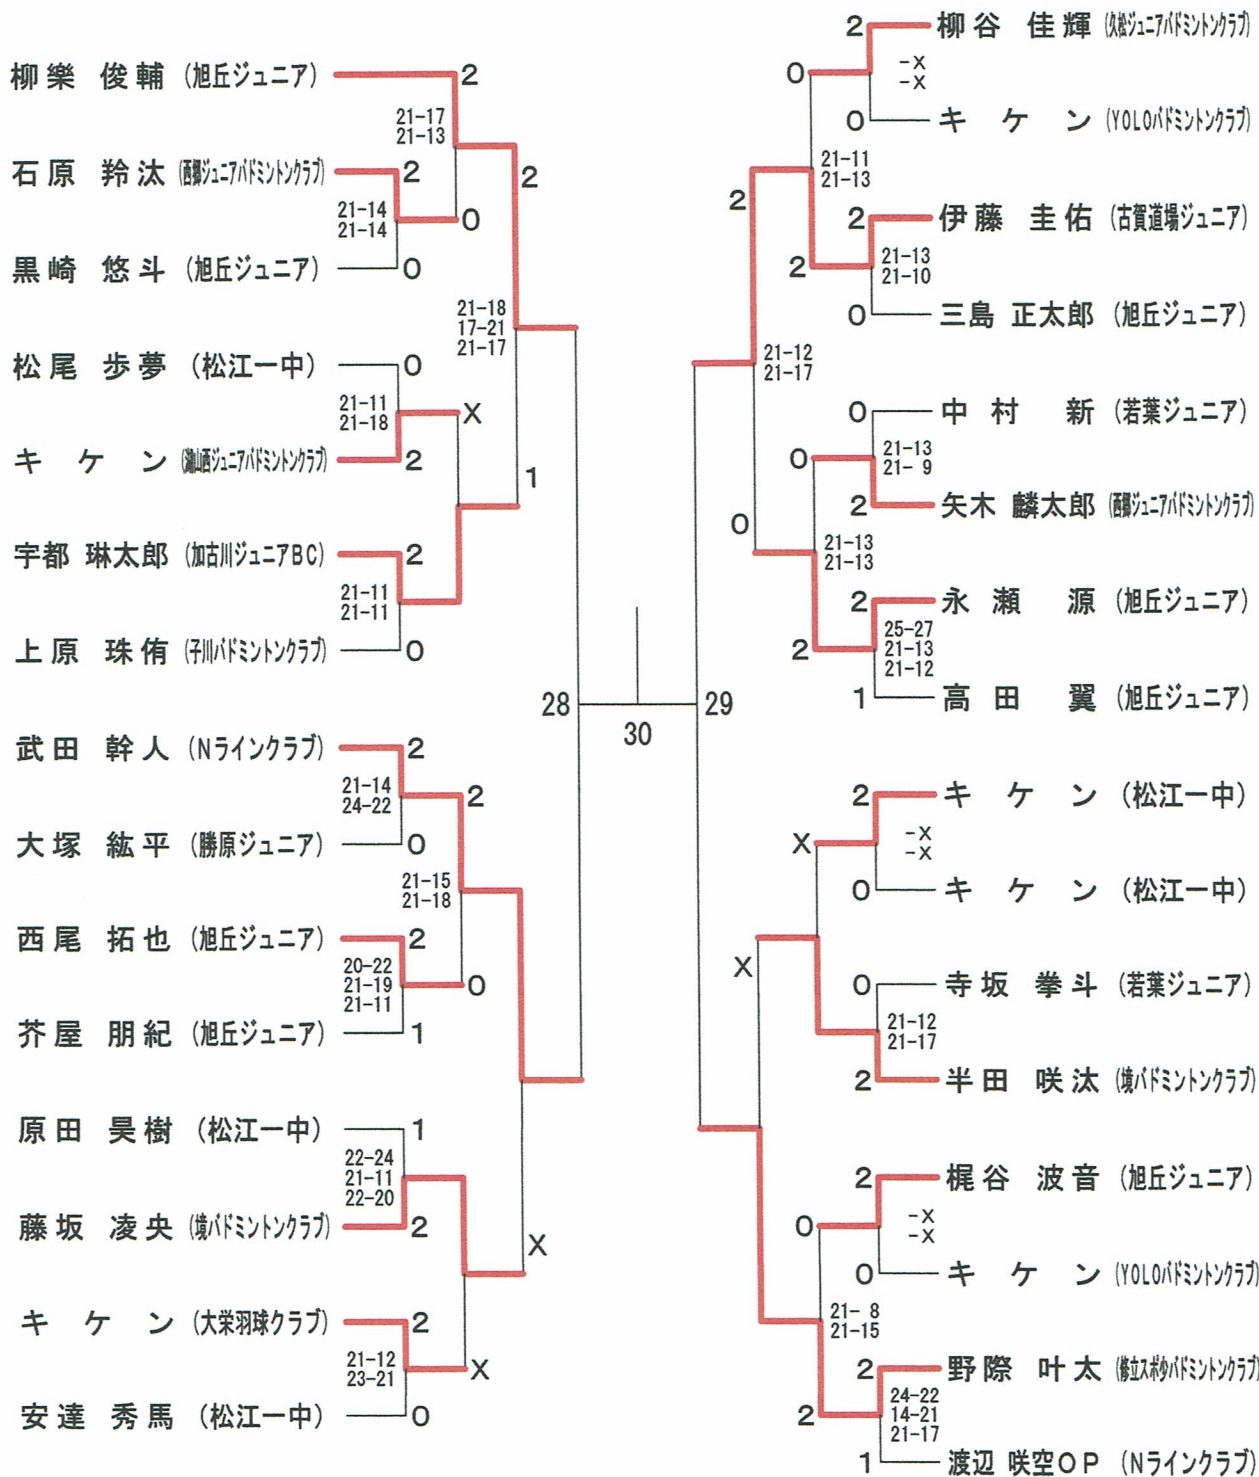 柳樂 俊輔 (旭丘ジュニア)
2
21-17
21-13
石原 羚汰 (西郷ジュニアバドミントンクラブ)
2
21-14
21-14
0
黒崎 悠斗 (旭丘ジュニア)
0
2
21-18
17-21
21-17
松尾 歩夢 (松江一中)
0
21-11
21-18
X
キケン (湖山西ジュニアバドミントンクラブ)
2
1
宇都 琳太郎 (加古川ジュニアBC)
2
21-11
21-11
上原 珠侑 (子川バドミントンクラブ)
0
28
30
29
武田 幹人 (Nラインクラブ)
2
21-14
24-22
2
大塚 紘平 (勝原ジュニア)
0
21-15
21-18
西尾 拓也 (旭丘ジュニア)
2
20-22
21-19
21-11
0
芥屋 朋紀 (旭丘ジュニア)
1
原田 昊樹 (松江一中)
1
22-24
21-11
22-20
藤坂 凌央 (境バドミントンクラブ)
2
X
キケン (大栄羽球クラブ)
2
21-12
23-21
X
安達 秀馬 (松江一中)
0
2
柳谷 佳輝 (久松ジュニアバドミントンクラブ)
0
-X
-X
0
キケン (YOLOバドミントンクラブ)
21-11
21-13
2
2
伊藤 圭佑 (古賀道場ジュニア)
2
21-13
21-10
0
三島 正太郎 (旭丘ジュニア)
21-12
21-17
0
中村 新 (若葉ジュニア)
0
21-13
21- 9
2
矢木 麟太郎 (西郷ジュニアバドミントンクラブ)
0
21-13
21-13
2
永瀬 源 (旭丘ジュニア)
2
25-27
21-13
21-12
1
高田 翼 (旭丘ジュニア)
2
キケン (松江一中)
X
-X
-X
0
キケン (松江一中)
X
0
寺坂 拳斗 (若葉ジュニア)
21-12
21-17
2
半田 咲汰 (境バドミントンクラブ)
2
梶谷 波音 (旭丘ジュニア)
0
-X
-X
0
キケン (YOLOバドミントンクラブ)
21- 8
21-15
2
野際 叶太 (修立スポ少バドミントンクラブ)
2
24-22
14-21
21-17
1
渡辺 咲空OP (Nラインクラブ)